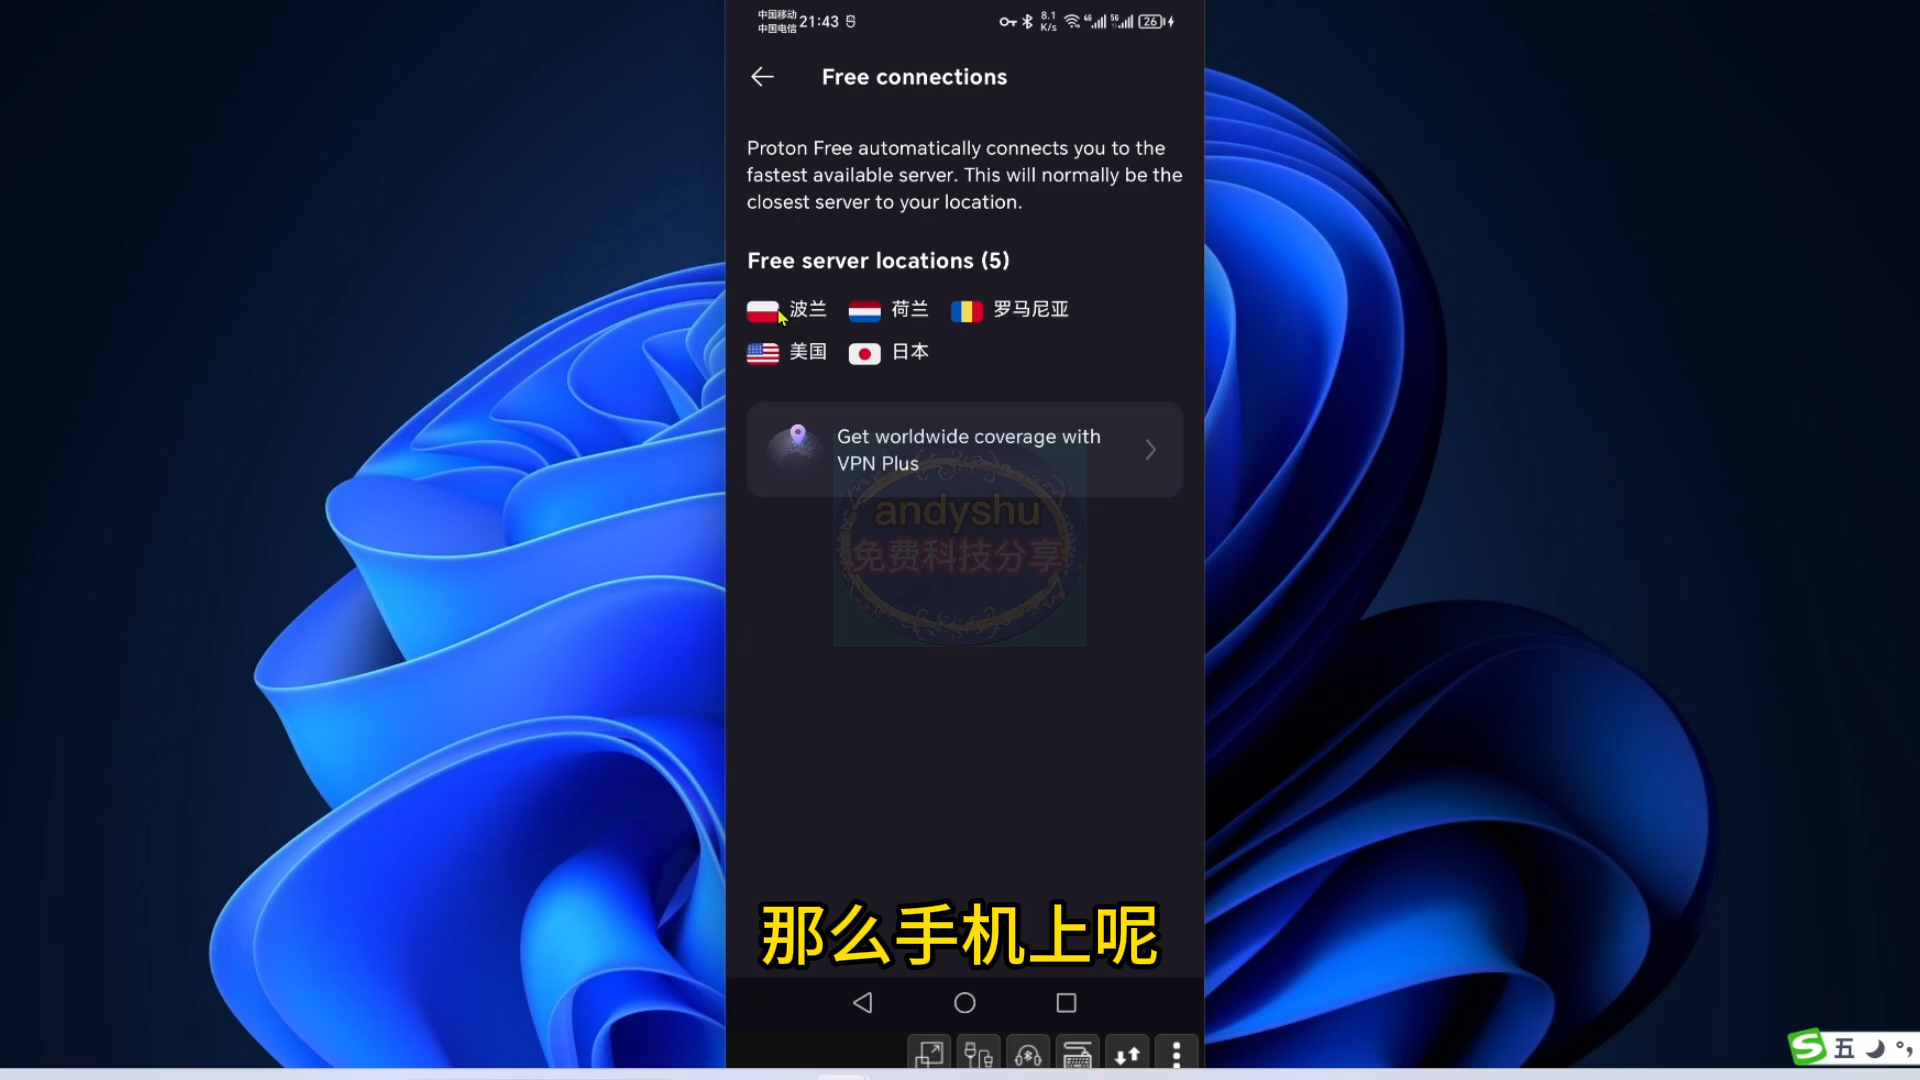 中国移动
中国电信
21:43
8.1
K/s
4G
5G
26
Free connections
Proton Free automatically connects you to the
fastest available server. This will normally be the
closest server to your location.
Free server locations (5)
波兰 荷兰 罗马尼亚
美国 日本
Get worldwide coverage with
VPN Plus
andyshu
免费科技分享
那么手机上呢
S 五